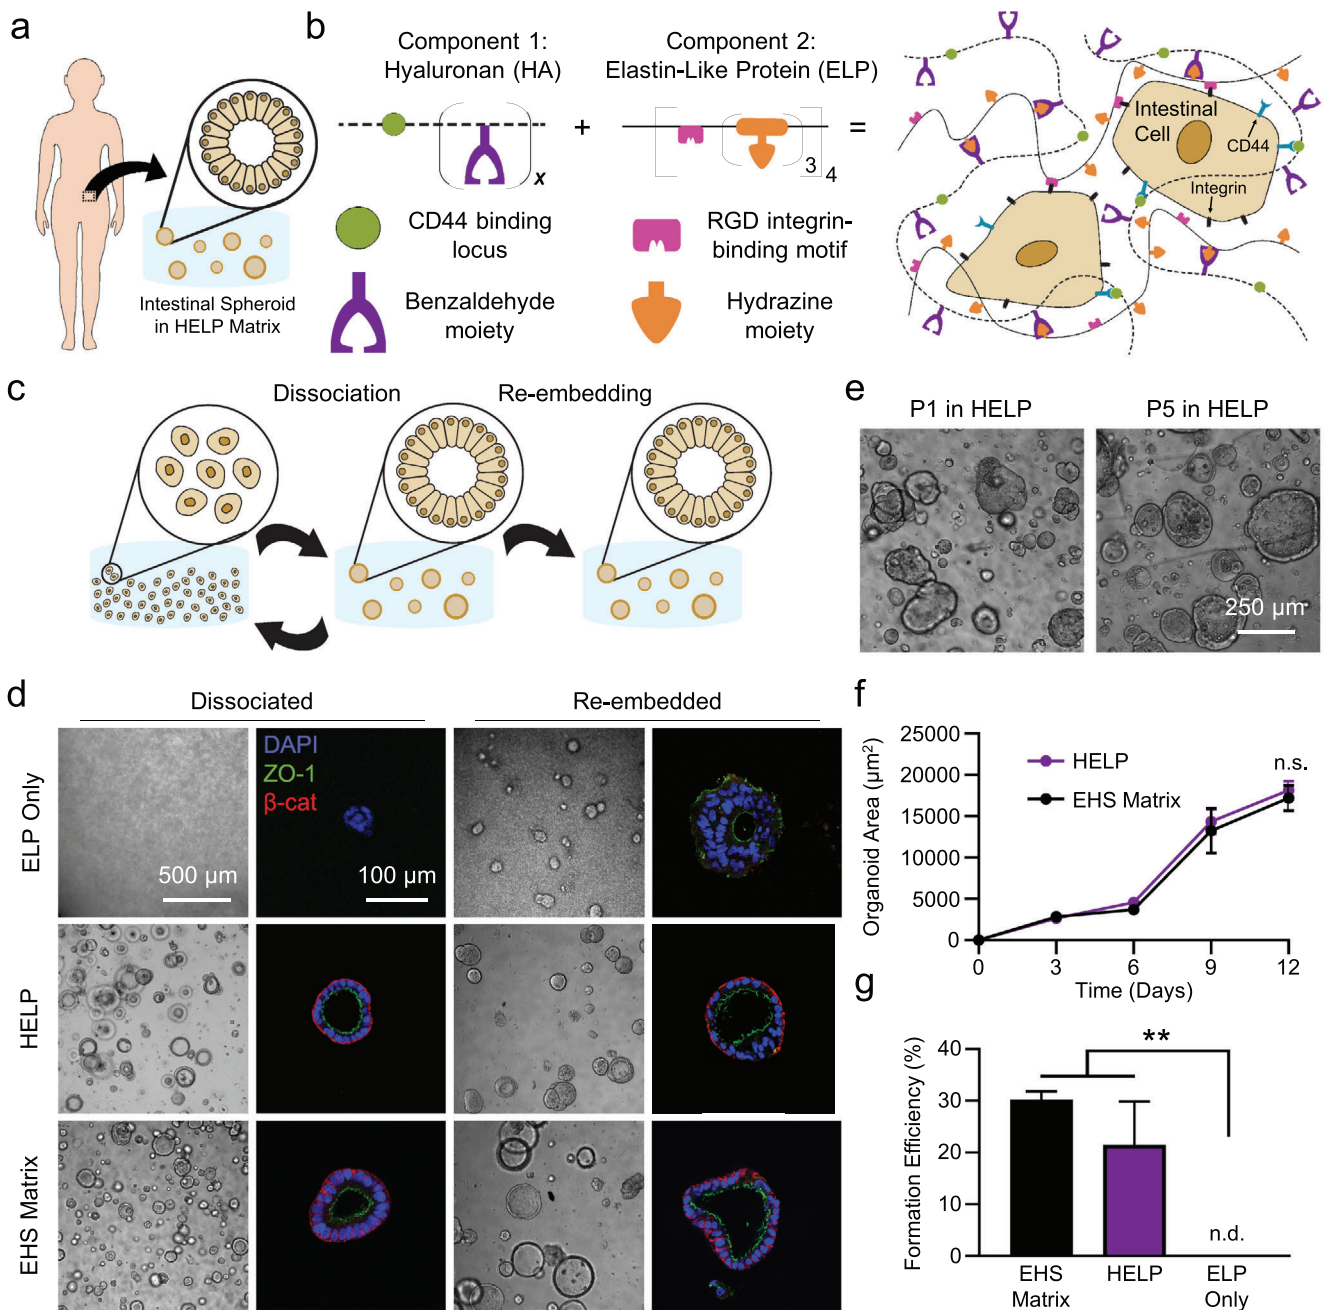 a
b
Component 1:
Hyaluronan (HA)
Component 2:
Elastin-Like Protein (ELP)
x
+
3
4
=
Intestinal
Cell
CD44
Integrin
CD44 binding
locus
RGD integrin-
binding motif
Benzaldehyde
moiety
Hydrazine
moiety
Intestinal Spheroid
in HELP Matrix
c
Dissociation
Re-embedding
e
P1 in HELP
P5 in HELP
250 µm
d
Dissociated
Re-embedded
ELP Only
DAPI
ZO-1
β-cat
500 µm
100 µm
HELP
EHS Matrix
f
Organoid Area (µm²)
25000
20000
15000
10000
5000
0
HELP
EHS Matrix
n.s.
0
3
6
9
12
Time (Days)
g
Formation Efficiency (%)
40
30
20
30
0
**
n.d.
EHS
Matrix
HELP
ELP
Only